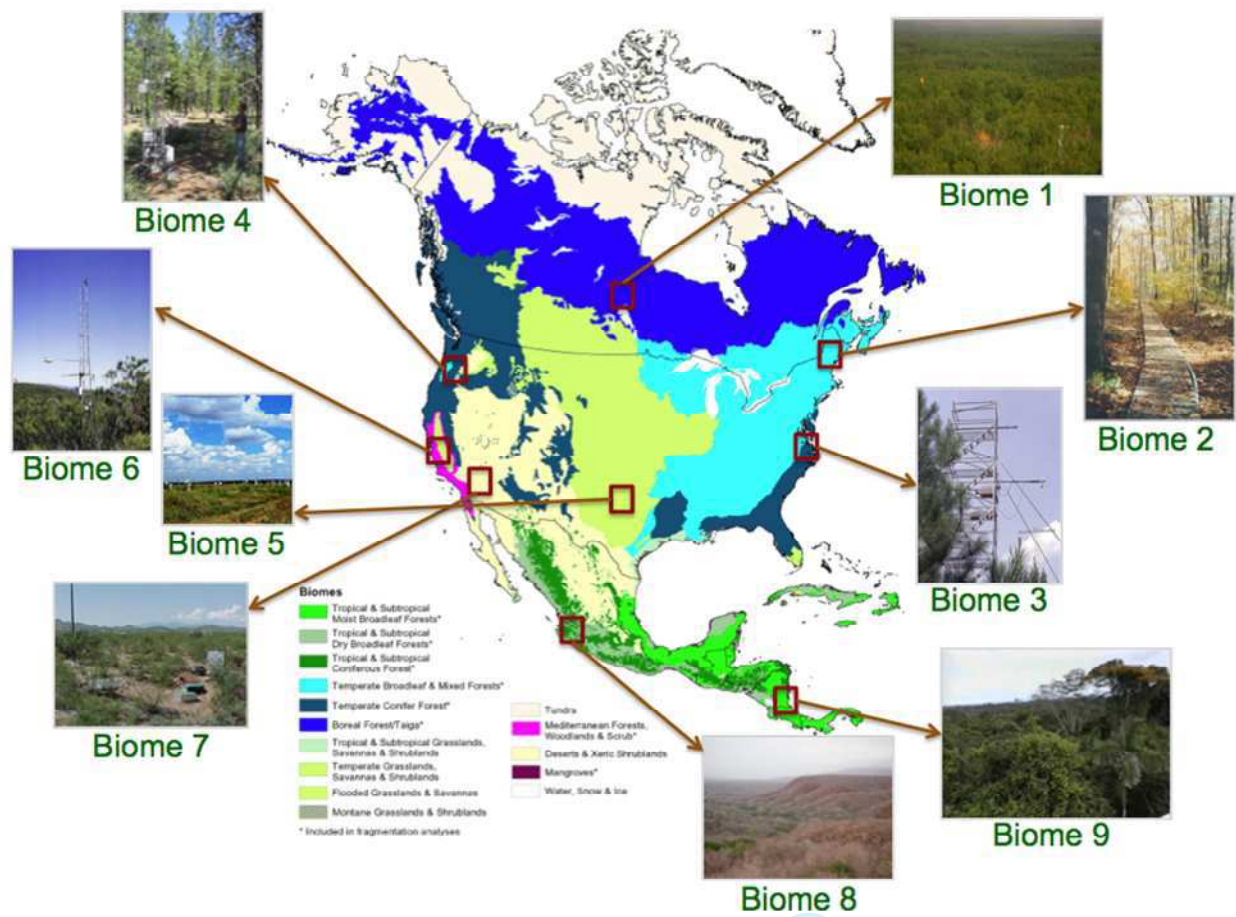 Biome 4
Biome 1
Biome 6
Biome 2
Biome 5
Biome 3
Biome 7
Biomes
Tropical & Subtropical
Moist Broadleaf Forests*
Tropical & Subtropical
Dry Broadleaf Forests*
Tropical & Subtropical
Coniferous Forest*
Temperate Broadleaf & Mixed Forests*
Temperate Conifer Forest*
Boreal Forest/Taiga*
Tropical & Subtropical Grasslands,
Savannas & Shrublands
Temperate Grasslands,
Savannas & Shrublands
Flooded Grasslands & Savannas
Montane Grasslands & Shrublands
* Included in fragmentation analyses
Tundra
Mediterranean Forests,
Woodlands & Scrub*
Deserts & Xeric Shrublands
Mangroves*
Water, Snow & Ice
Biome 9
Biome 8